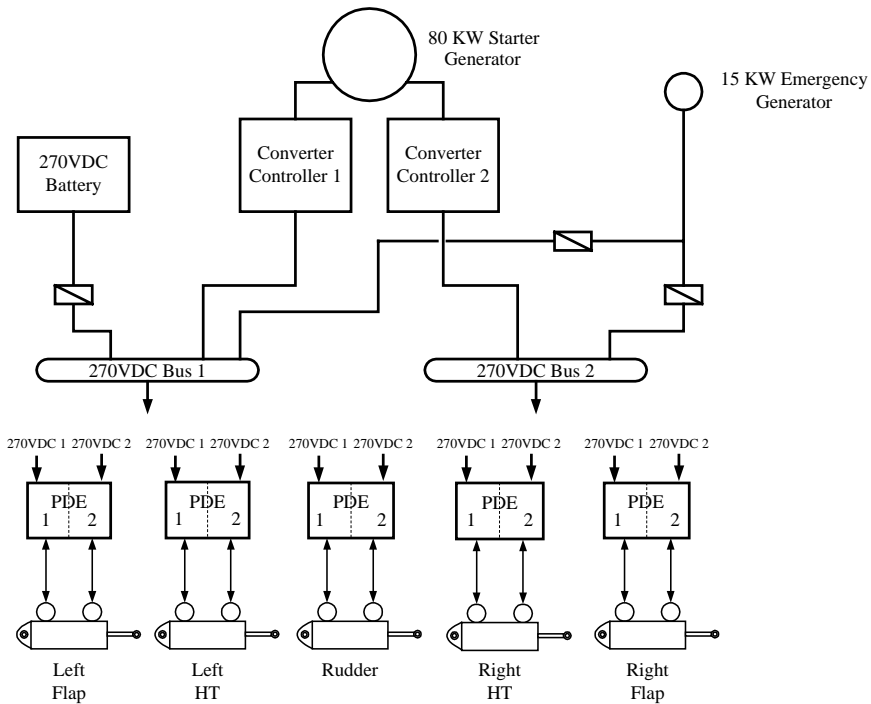 80 KW Starter
Generator
15 KW Emergency
Generator
270VDC
Battery
Converter
Controller 1
Converter
Controller 2
270VDC Bus 1
270VDC Bus 2
270VDC 1 270VDC 2
270VDC 1 270VDC 2
270VDC 1 270VDC 2
270VDC 1 270VDC 2
270VDC 1 270VDC 2
PDE
1 2
PDE
1 2
PDE
1 2
PDE
1 2
PDE
1 2
Left
Flap
Left
HT
Rudder
Right
HT
Right
Flap